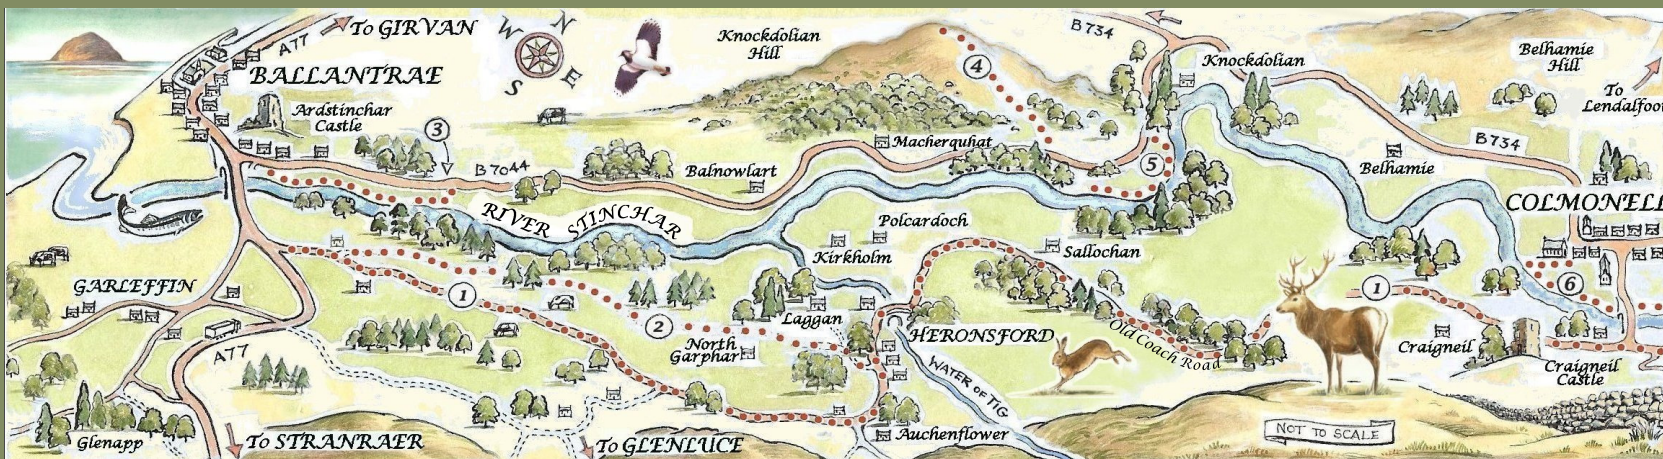 To GIRVAN
A77
W
N
S
E
BALLANTRAE
Ardstinchar
Castle
3
B7044
Knockdolian
Hill
4
B734
Knockdolian
Belhamie
Hill
To
Lendalfoot
Macherquhat
5
B734
Balnowlart
Belhamie
COLMONELL
RIVER STINCHAR
Polcardoch
Kirkholm
Sallochan
GARLEFFIN
1
2
1
6
Laggan
North
Garphar
HERONSFORD
Old Coach Road
Craigneil
Craigneil
Castle
A77
WATER OF TIG
Glenapp
To STRANRAER
To GLENLUCE
Auchenflower
NOT TO SCALE